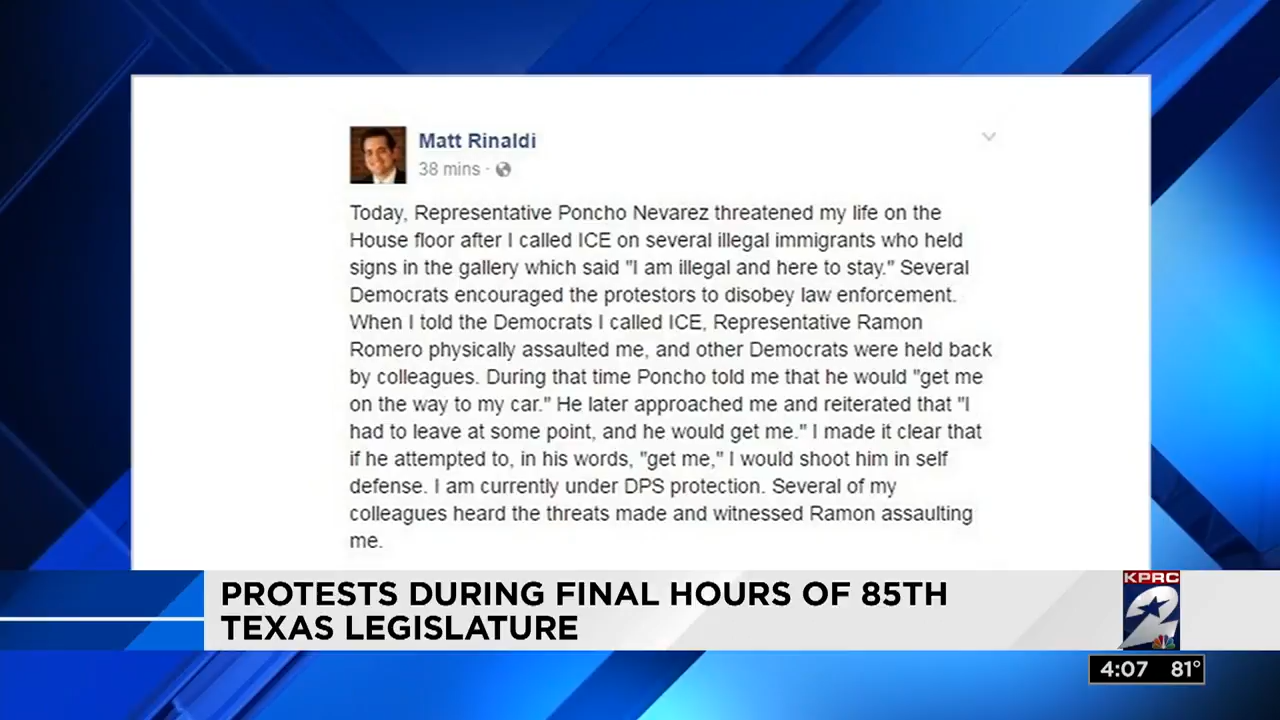 Matt Rinaldi
38 mins ·
Today, Representative Poncho Nevarez threatened my life on the
House floor after I called ICE on several illegal immigrants who held
signs in the gallery which said "I am illegal and here to stay." Several
Democrats encouraged the protestors to disobey law enforcement.
When I told the Democrats I called ICE, Representative Ramon
Romero physically assaulted me, and other Democrats were held back
by colleagues. During that time Poncho told me that he would "get me
on the way to my car." He later approached me and reiterated that "I
had to leave at some point, and he would get me." I made it clear that
if he attempted to, in his words, "get me," I would shoot him in self
defense. I am currently under DPS protection. Several of my
colleagues heard the threats made and witnessed Ramon assaulting
me.
PROTESTS DURING FINAL HOURS OF 85TH
TEXAS LEGISLATURE
KPRC
2
4:07 81°